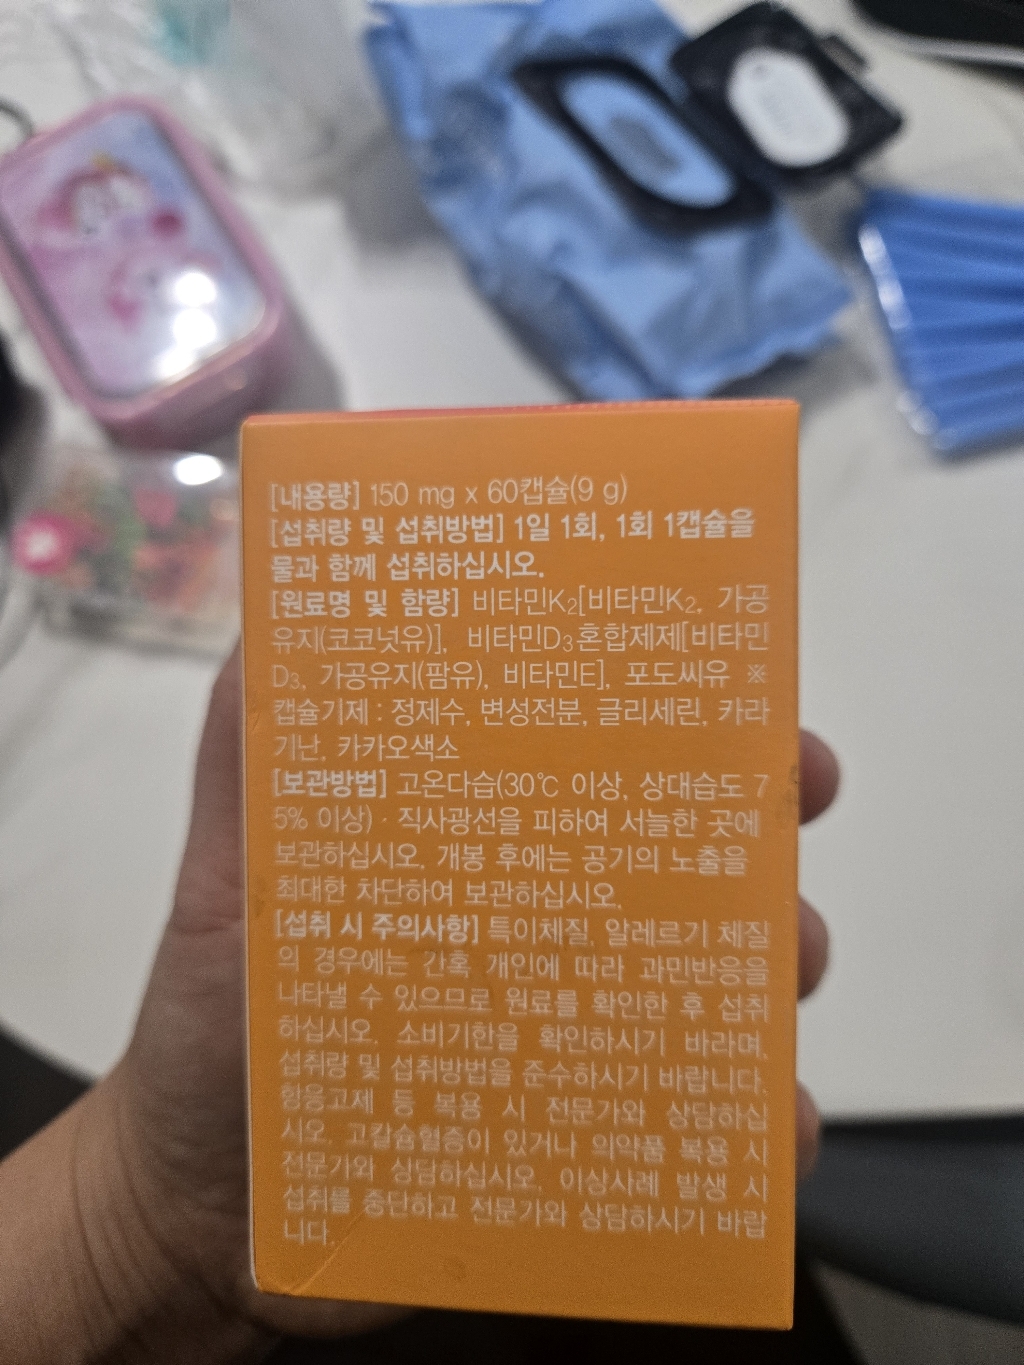 [내용량] 150 mg x 60캡슐(9 g)
[섭취량 및 섭취방법] 1일 1회, 1회 1캡슐을
물과 함께 섭취하십시오.
[원료명 및 함량] 비타민K₂[비타민K₂, 가공
유지(코코넛유)], 비타민D₃혼합제제[비타민
D₃, 가공유지(팜유), 비타민E], 포도씨유 ※
캡슐기제 : 정제수, 변성전분, 글리세린, 카라
기난, 카카오색소
[보관방법] 고온다습(30℃ 이상, 상대습도 7
5% 이상) · 직사광선을 피하여 서늘한 곳에
보관하십시오. 개봉 후에는 공기의 노출을
최대한 차단하여 보관하십시오.
[섭취 시 주의사항] 특이체질, 알레르기 체질
의 경우에는 간혹 개인에 따라 과민반응을
나타낼 수 있으므로 원료를 확인한 후 섭취
하십시오. 소비기한을 확인하시기 바라며,
섭취량 및 섭취방법을 준수하시기 바랍니다.
항응고제 등 복용 시 전문가와 상담하십
시오. 고칼슘혈증이 있거나 의약품 복용 시
전문가와 상담하십시오. 이상사례 발생 시
섭취를 중단하고 전문가와 상담하시기 바랍
니다.